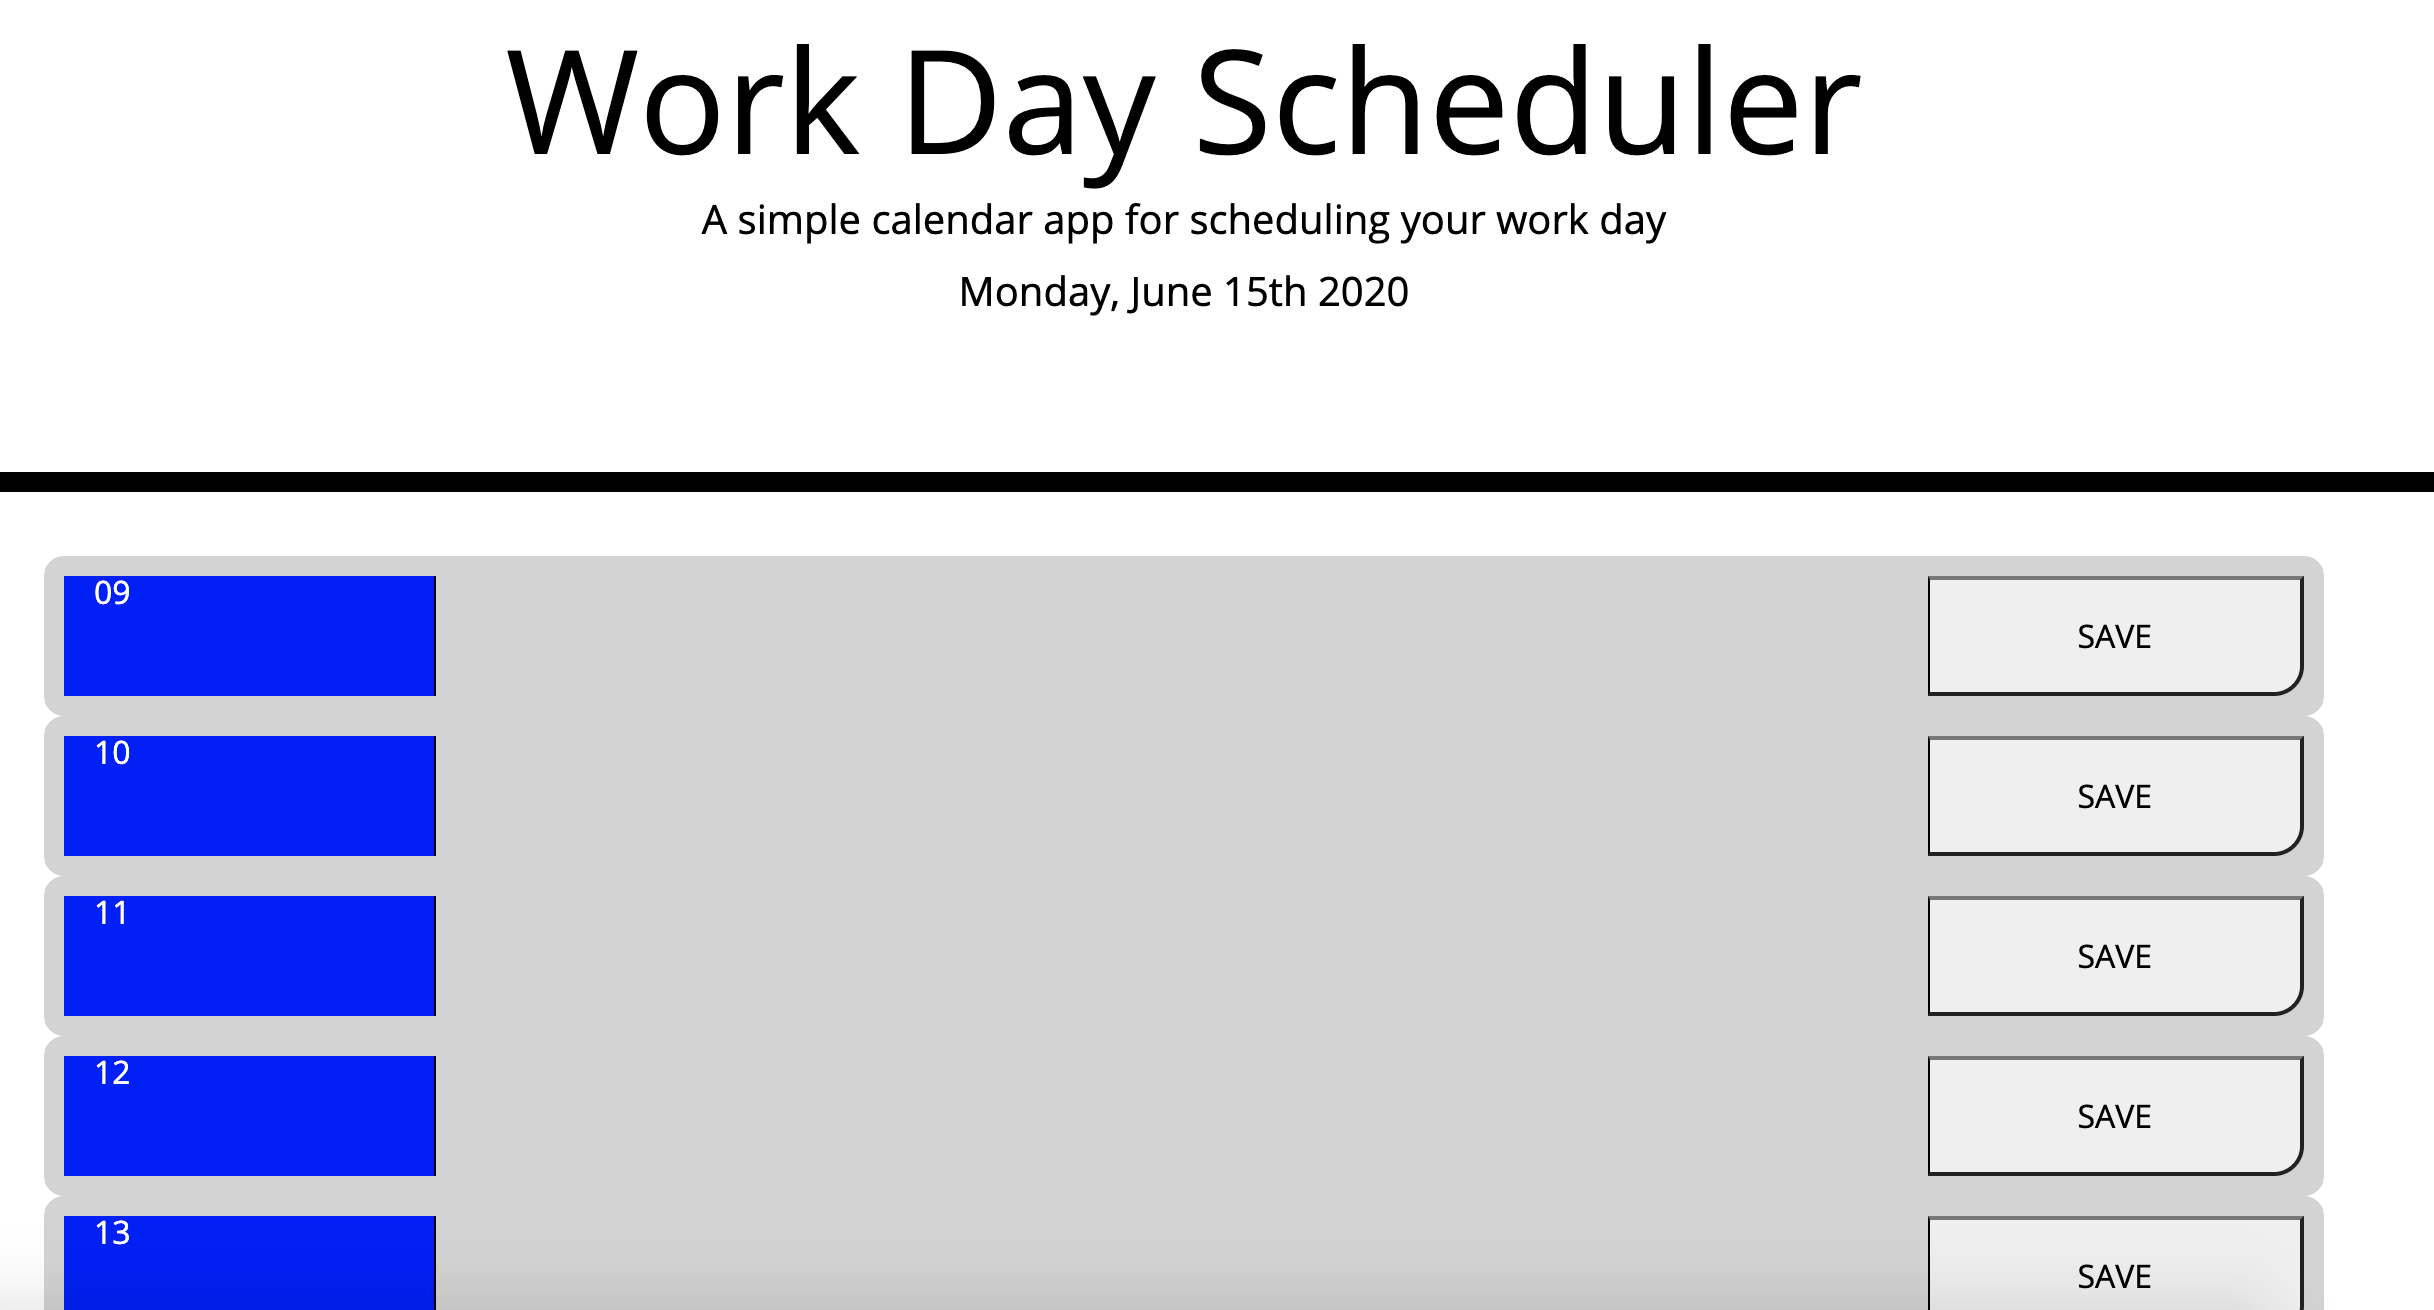 Work Day Scheduler
A simple calendar app for scheduling your work day
Monday, June 15th 2020
09 SAVE
10 SAVE
11 SAVE
12 SAVE
13 SAVE